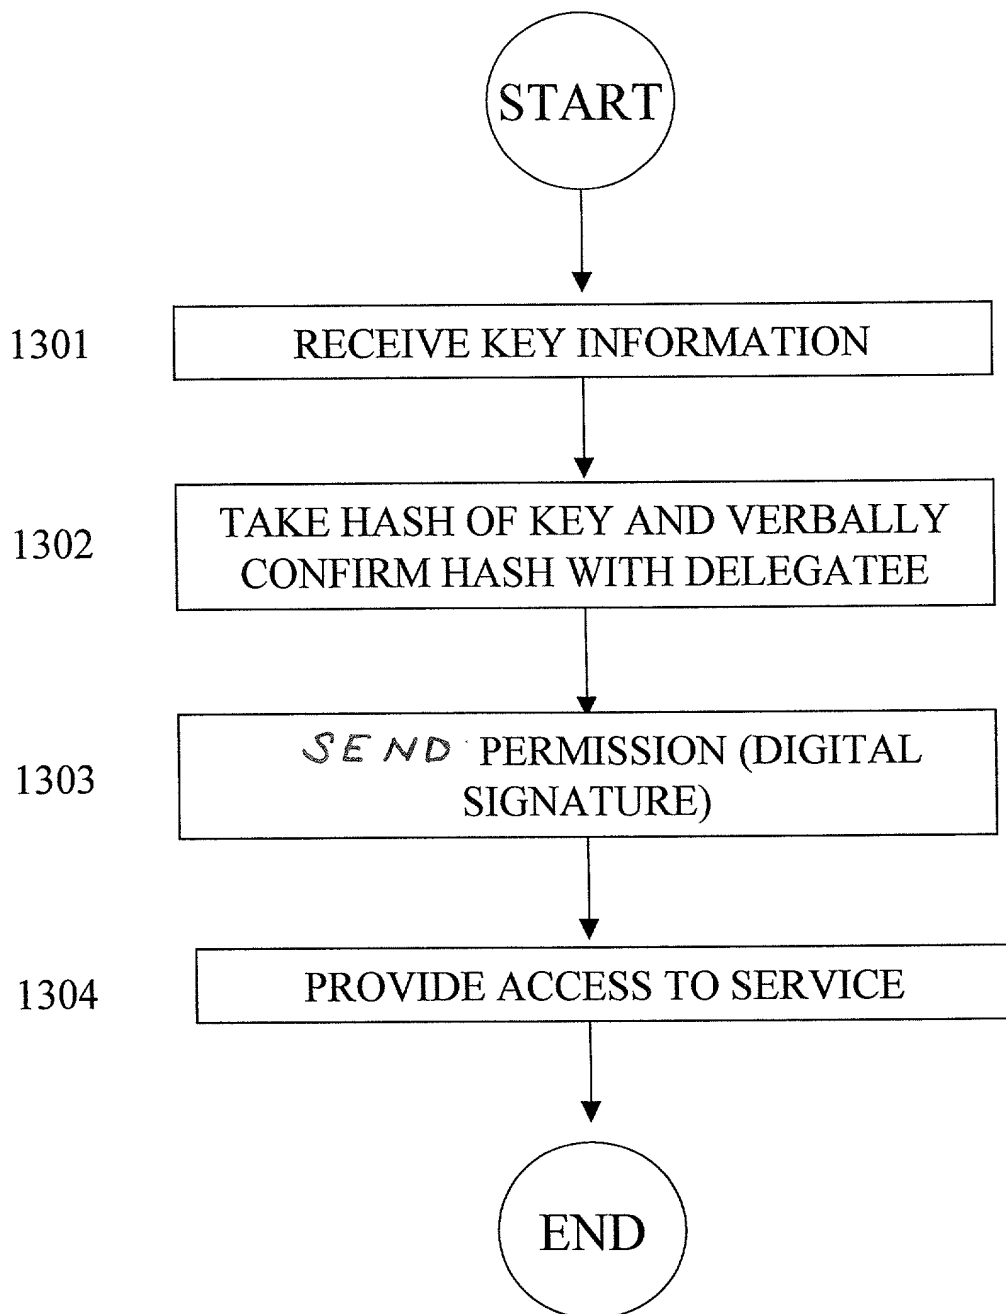 START
1301
RECEIVE KEY INFORMATION
1302
TAKE HASH OF KEY AND VERBALLY
CONFIRM HASH WITH DELEGATEE
1303
SEND PERMISSION (DIGITAL
SIGNATURE)
1304
PROVIDE ACCESS TO SERVICE
END